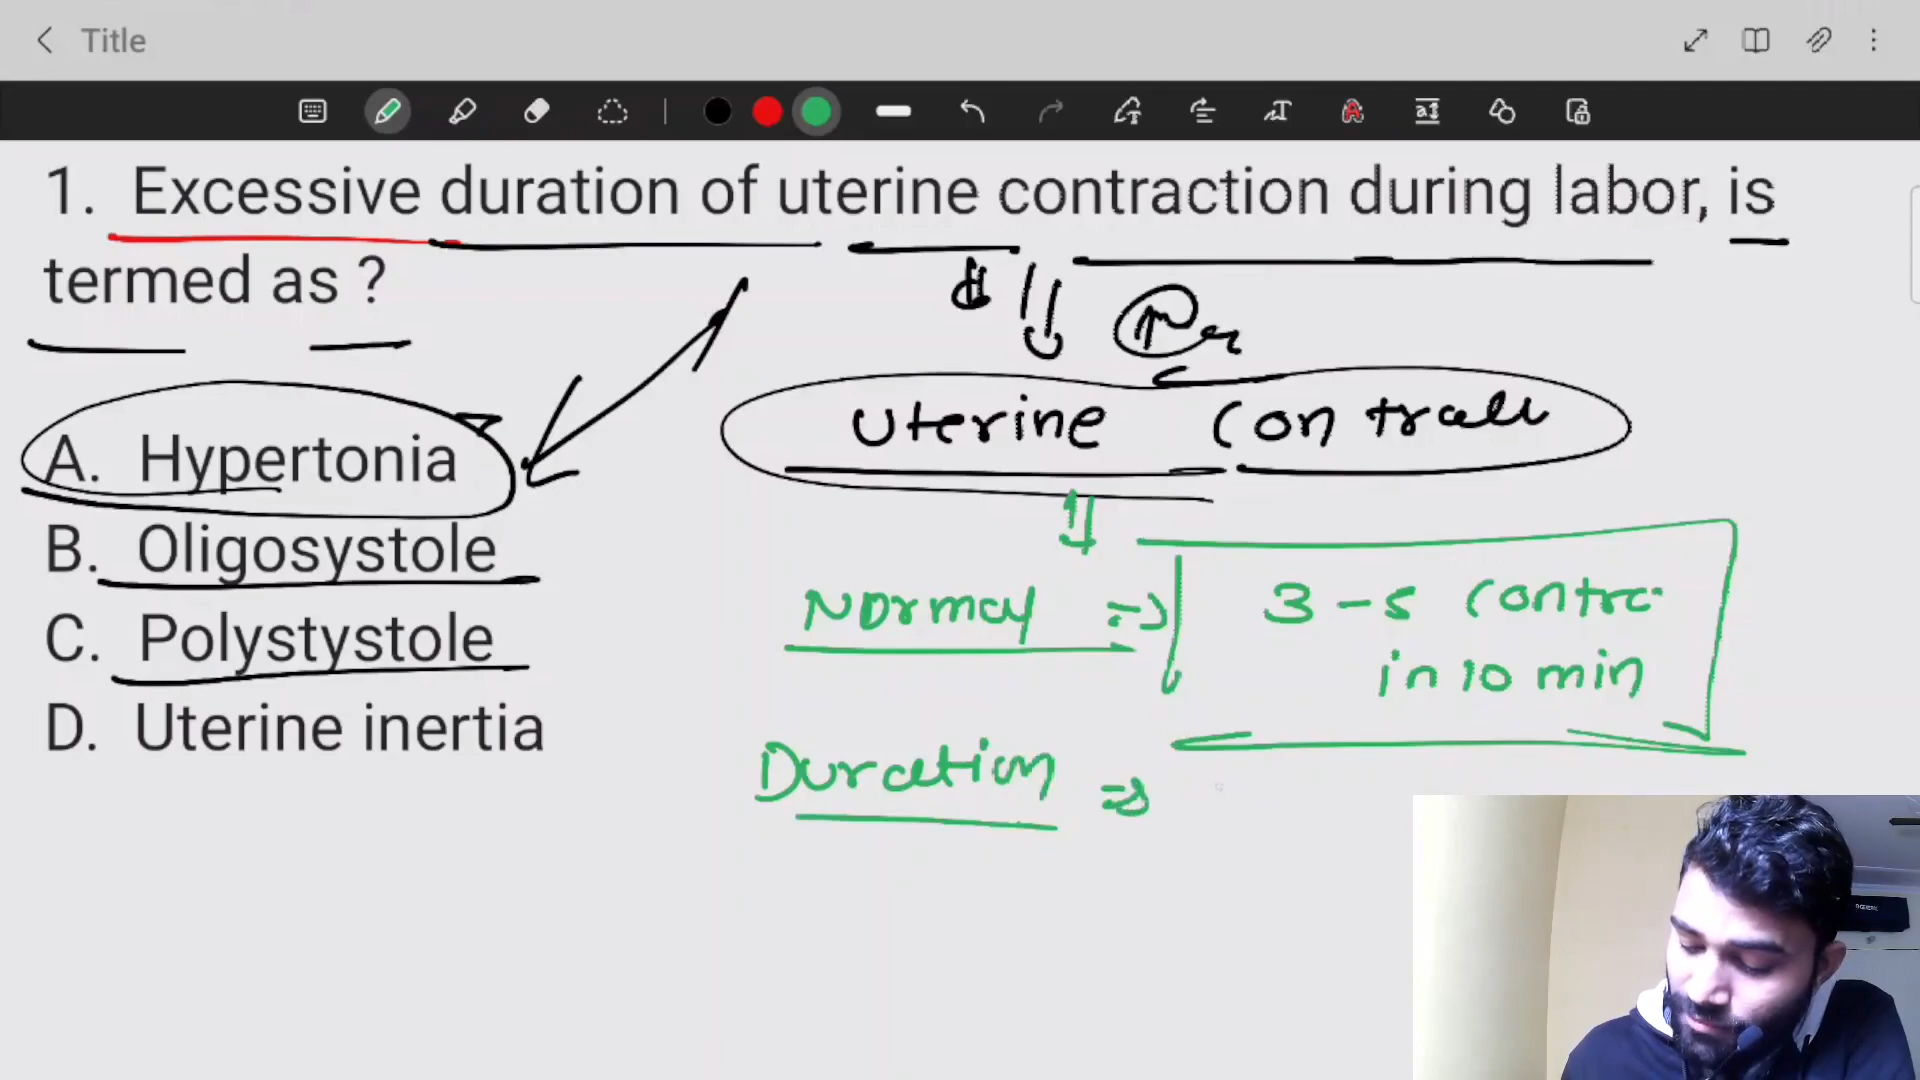 Title
1. Excessive duration of uterine contraction during labor, is
termed as ?
A. Hypertonia
B. Oligosystole
C. Polystystole
D. Uterine inertia
uterine
Normal => 3-5 contrc.
in 10 min
Duration =>